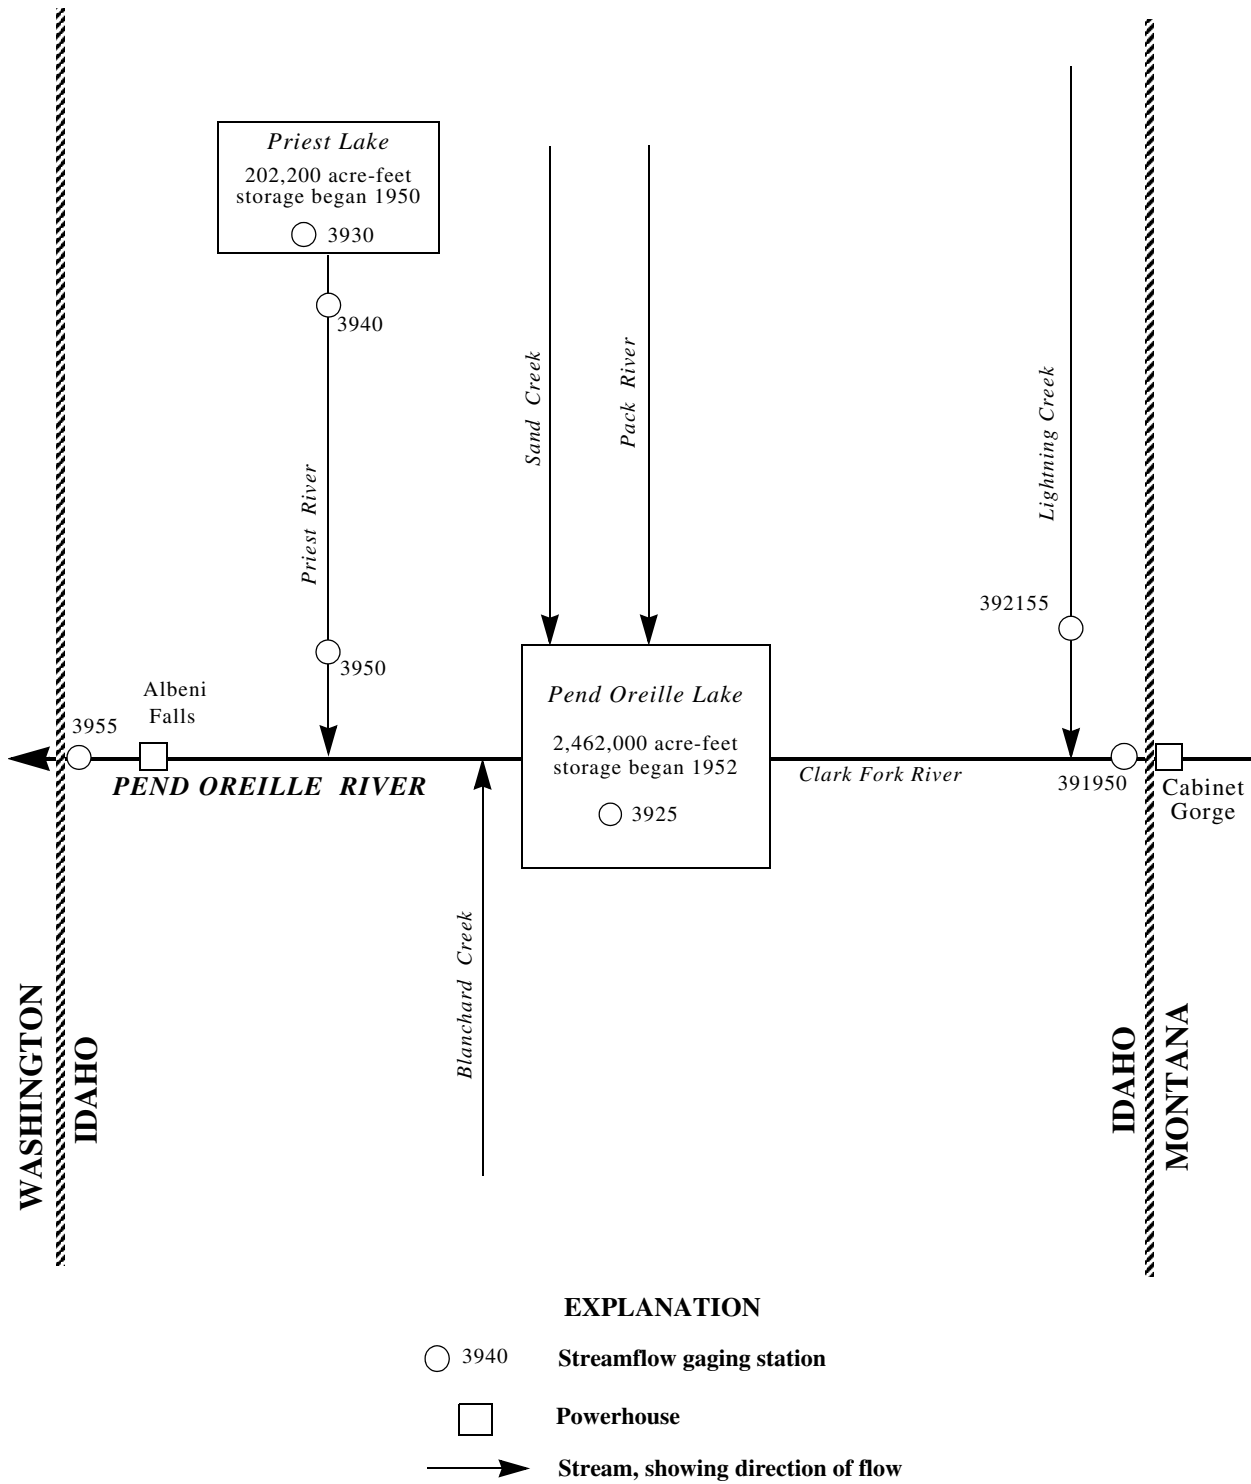 Priest Lake
202,200 acre-feet
storage began 1950
3930
3940
Sand Creek
Pack River
Lightning Creek
Priest River
392155
3950
Albeni
Falls
3955
Pend Oreille Lake
2,462,000 acre-feet
storage began 1952
3925
PEND OREILLE RIVER
Clark Fork River
391950
Cabinet
Gorge
Blanchard Creek
WASHINGTON
IDAHO
IDAHO
MONTANA
EXPLANATION
3940 Streamflow gaging station
Powerhouse
Stream, showing direction of flow